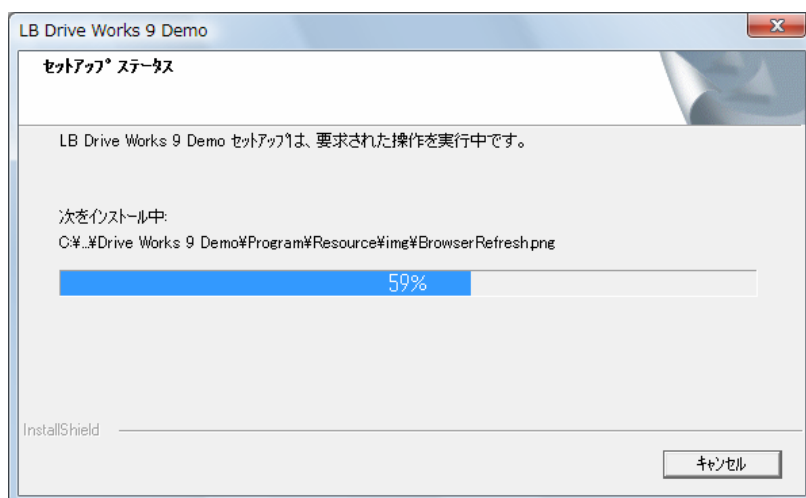 LB Drive Works 9 Demo
セットアップ ステータス
LB Drive Works 9 Demo セットアップは、要求された操作を実行中です。
次をインストール中:
C:¥...¥Drive Works 9 Demo¥Program¥Resource¥img¥BrowserRefresh.png
59%
InstallShield
キャンセル